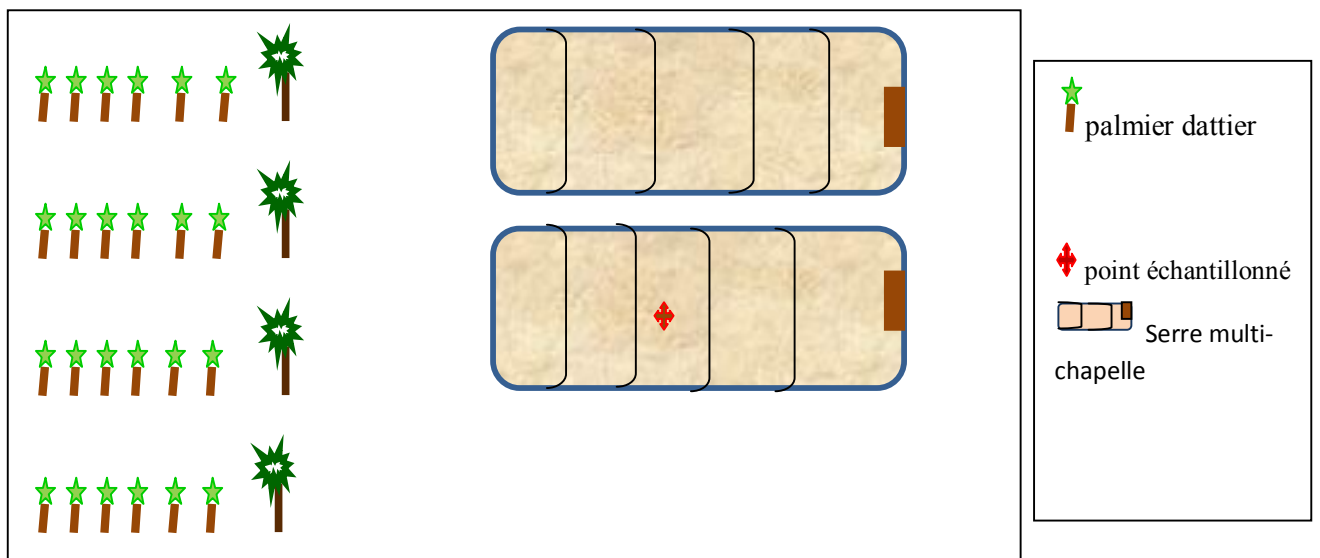 palmier dattier
point échantillonné
Serre multi-
chapelle